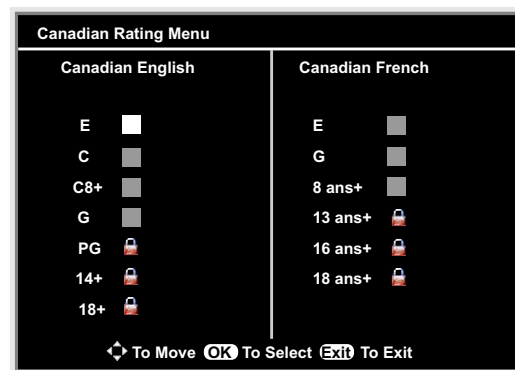 Canadian Rating Menu
Canadian English
E
C
C8+
G
PG
14+
18+
Canadian French
E
G
8 ans+
13 ans+
16 ans+
18 ans+
To Move OK To Select Exit To Exit